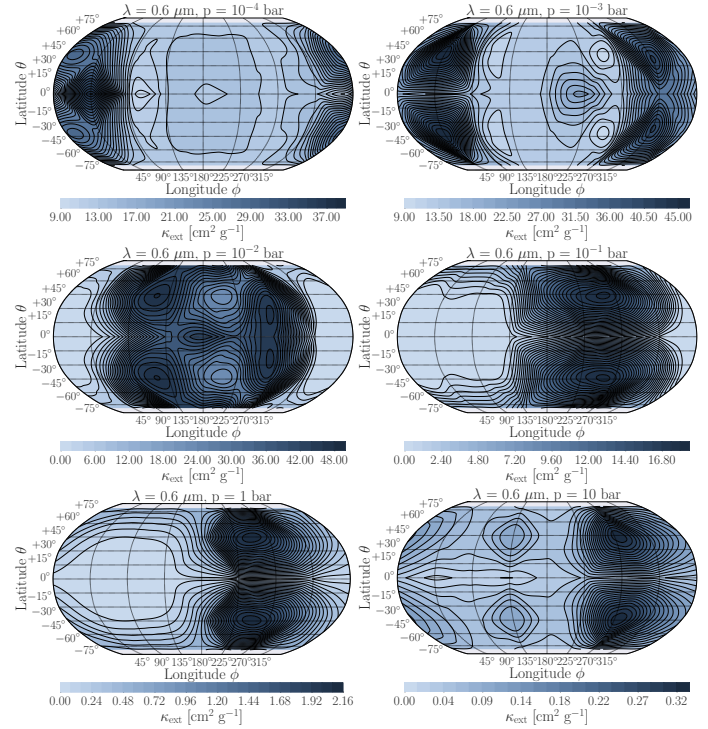 λ = 0.6 μm, p = 10⁻⁴ bar
Latitude θ
+75°
+60°
+45°
+30°
+15°
0°
−15°
−30°
−45°
−60°
−75°
45° 90° 135°180°225°270°315°
Longitude ϕ
9.00 13.00 17.00 21.00 25.00 29.00 33.00 37.00
κext [cm² g⁻¹]
λ = 0.6 μm, p = 10⁻³ bar
Latitude θ
+75°
+60°
+45°
+30°
+15°
0°
−15°
−30°
−45°
−60°
−75°
45° 90° 135°180°225°270°315°
Longitude ϕ
9.00 13.50 18.00 22.50 27.00 31.50 36.00 40.50 45.00
κext [cm² g⁻¹]
λ = 0.6 μm, p = 10⁻² bar
Latitude θ
+75°
+60°
+45°
+30°
+15°
0°
−15°
−30°
−45°
−60°
−75°
45° 90° 135°180°225°270°315°
Longitude ϕ
0.00 6.00 12.00 18.00 24.00 30.00 36.00 42.00 48.00
κext [cm² g⁻¹]
λ = 0.6 μm, p = 10⁻¹ bar
Latitude θ
+75°
+60°
+45°
+30°
+15°
0°
−15°
−30°
−45°
−60°
−75°
45° 90° 135°180°225°270°315°
Longitude ϕ
0.00 2.40 4.80 7.20 9.60 12.00 14.40 16.80
κext [cm² g⁻¹]
λ = 0.6 μm, p = 1 bar
Latitude θ
+75°
+60°
+45°
+30°
+15°
0°
−15°
−30°
−45°
−60°
−75°
45° 90° 135°180°225°270°315°
Longitude ϕ
0.00 0.24 0.48 0.72 0.96 1.20 1.44 1.68 1.92 2.16
κext [cm² g⁻¹]
λ = 0.6 μm, p = 10 bar
Latitude θ
+75°
+60°
+45°
+30°
+15°
0°
−15°
−30°
−45°
−60°
−75°
45° 90° 135°180°225°270°315°
Longitude ϕ
0.00 0.04 0.09 0.14 0.18 0.23 0.27 0.32
κext [cm² g⁻¹]